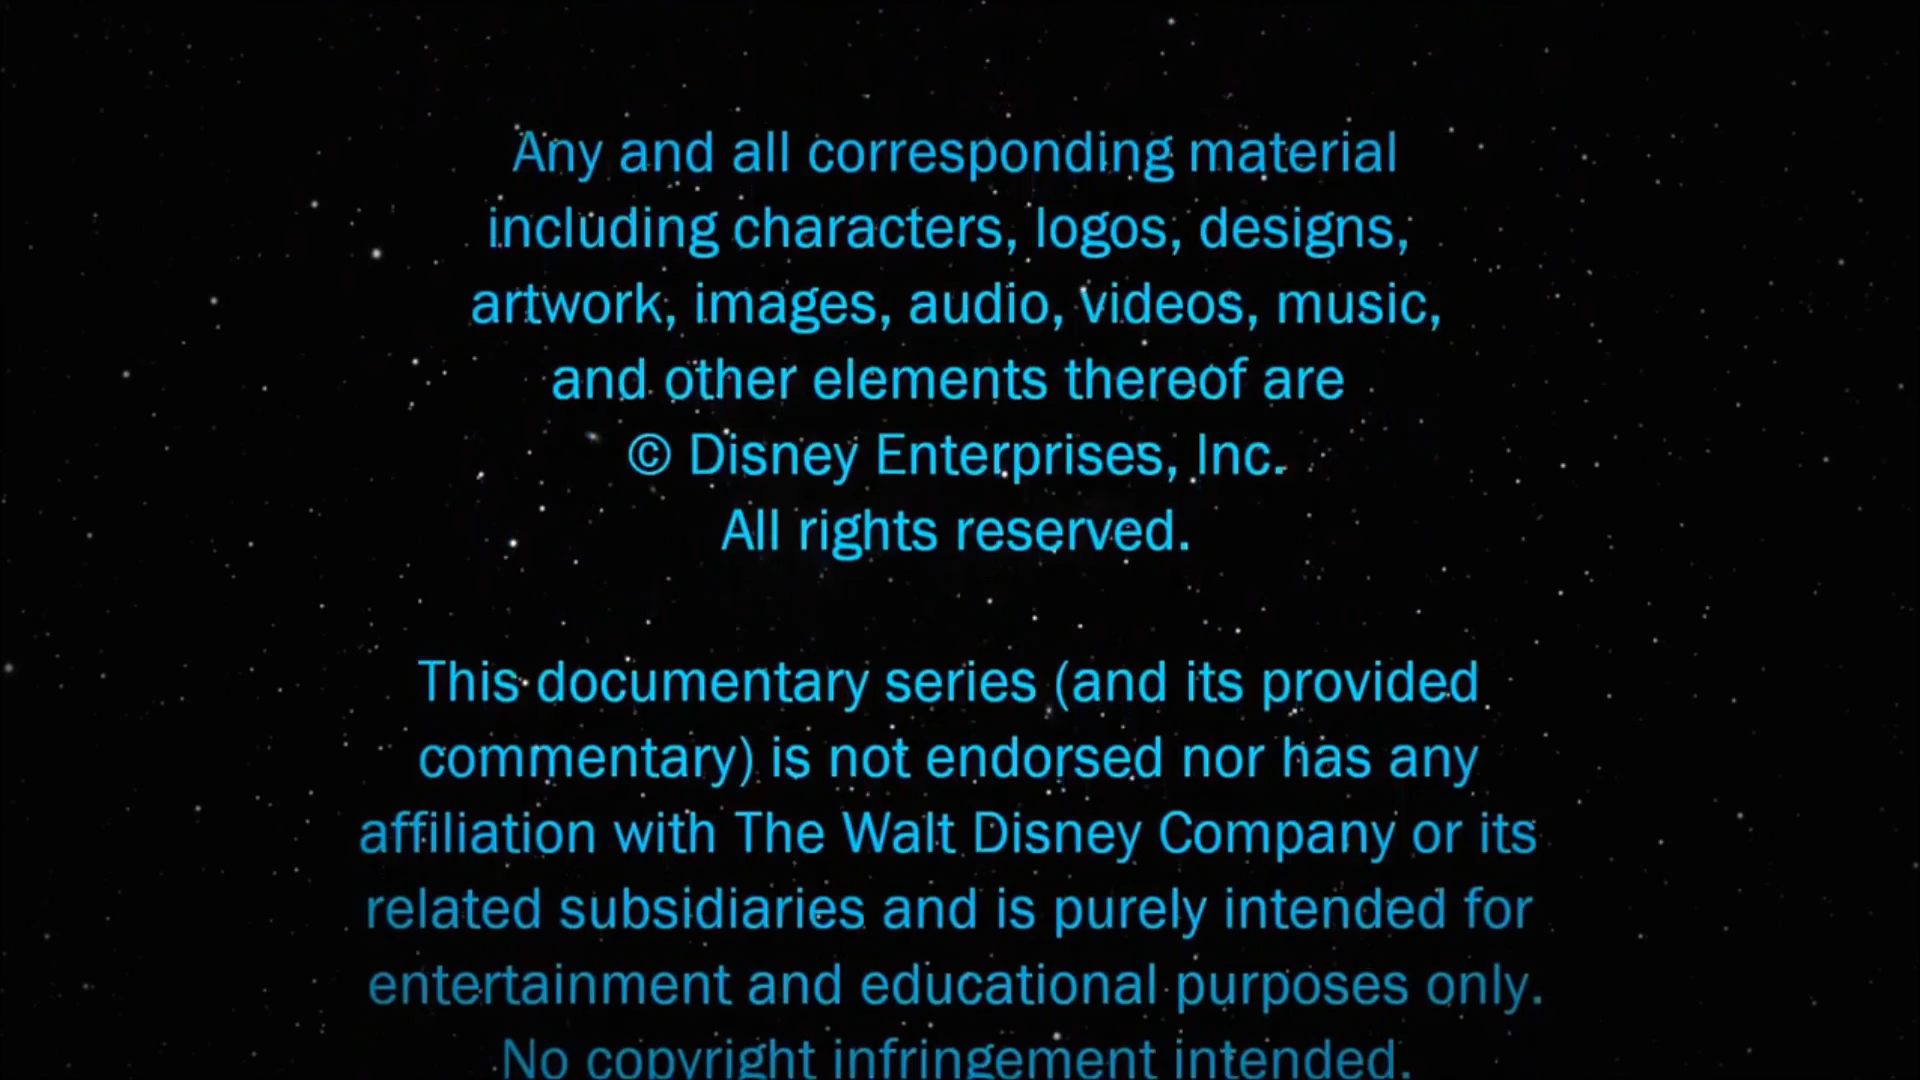 Any and all corresponding material
including characters, logos, designs,
artwork, images, audio, videos, music,
and other elements thereof are
© Disney Enterprises, Inc.
All rights reserved.
This documentary series (and its provided
commentary) is not endorsed nor has any
affiliation with The Walt Disney Company or its
related subsidiaries and is purely intended for
entertainment and educational purposes only.
No copyright infringement intended.